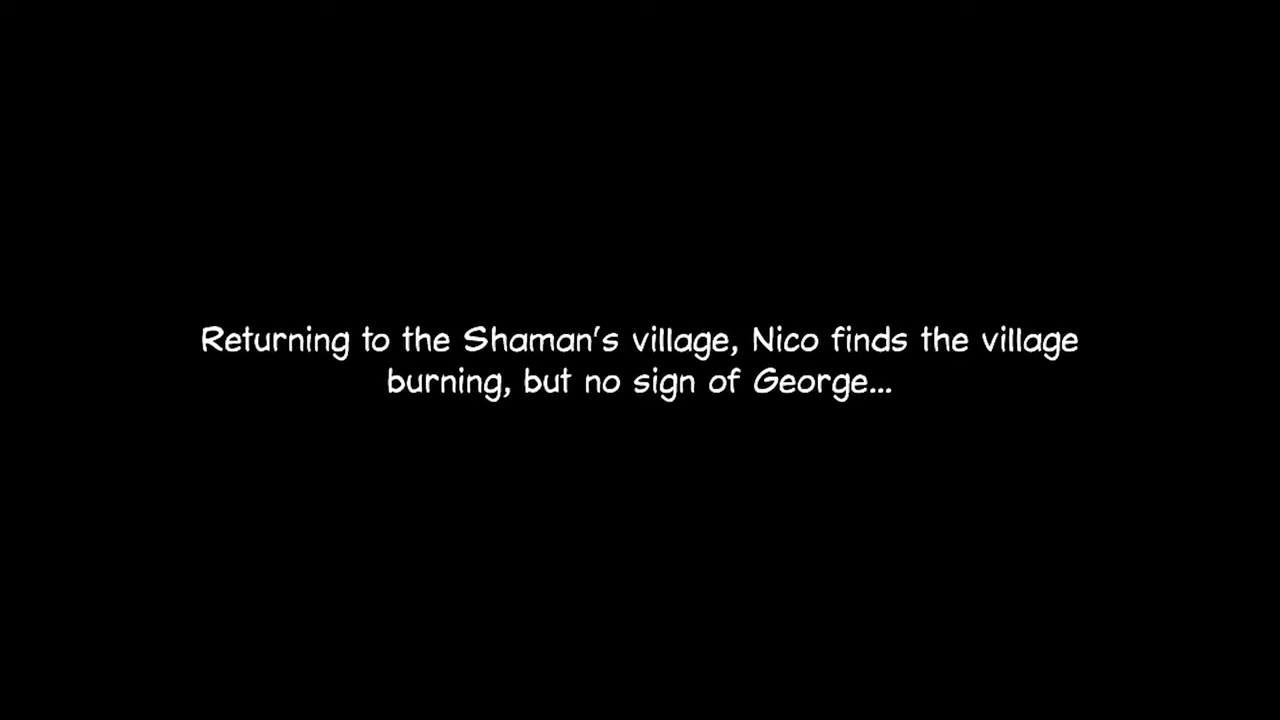 Returning to the Shaman's village, Nico finds the village
burning, but no sign of George...